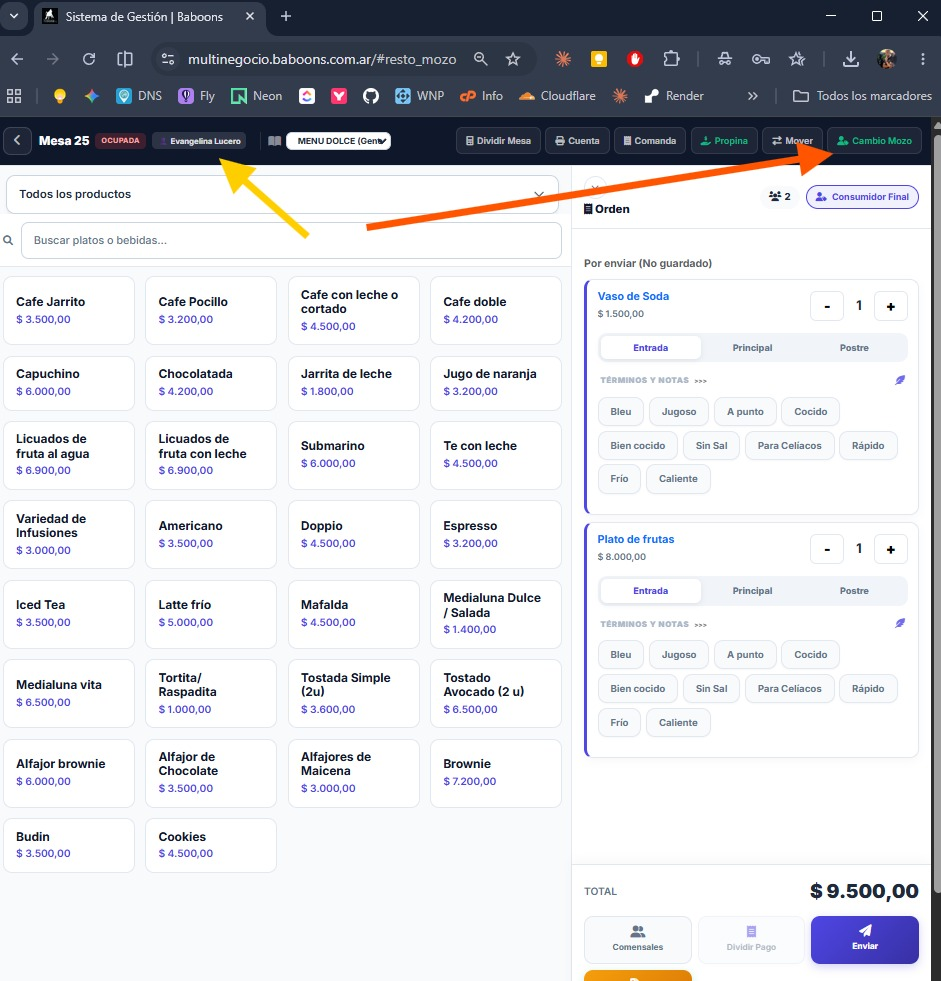 Sistema de Gestión | Baboons
multinegocio.baboons.com.ar/#resto_mozo
DNS
Fly
Neon
WNP
Info
Cloudflare
Render
Todos los marcadores
Mesa 25
OCUPADA
Evangelina Lucero
MENU DOLCE (Gen
Dividir Mesa
Cuenta
Comanda
Propina
Mover
Cambio Mozo
Todos los productos
Buscar platos o bebidas...
Cafe Jarrito
$ 3.500,00
Cafe Pocillo
$ 3.200,00
Cafe con leche o
cortado
$ 4.500,00
Cafe doble
$ 4.200,00
Capuchino
$ 6.000,00
Chocolatada
$ 4.200,00
Jarrita de leche
$ 1.800,00
Jugo de naranja
$ 3.200,00
Licuados de
fruta al agua
$ 6.900,00
Licuados de
fruta con leche
$ 6.900,00
Submarino
$ 6.000,00
Te con leche
$ 4.500,00
Variedad de
Infusiones
$ 3.000,00
Americano
$ 3.500,00
Doppio
$ 4.500,00
Espresso
$ 3.200,00
Iced Tea
$ 3.500,00
Latte frío
$ 5.000,00
Mafalda
$ 4.500,00
Medialuna Dulce
/ Salada
$ 1.400,00
Medialuna vita
$ 6.500,00
Tortita/
Raspadita
$ 1.000,00
Tostada Simple
(2u)
$ 3.600,00
Tostado
Avocado (2 u)
$ 6.500,00
Alfajor brownie
$ 6.000,00
Alfajor de
Chocolate
$ 3.500,00
Alfajores de
Maicena
$ 3.000,00
Brownie
$ 7.200,00
Budin
$ 3.500,00
Cookies
$ 4.500,00
Orden
2
Consumidor Final
Por enviar (No guardado)
Vaso de Soda
$ 1.500,00
- 1 +
Entrada
Principal
Postre
TÉRMINOS Y NOTAS >>>
Bleu
Jugoso
A punto
Cocido
Bien cocido
Sin Sal
Para Celíacos
Rápido
Frío
Caliente
Plato de frutas
$ 8.000,00
- 1 +
Entrada
Principal
Postre
TÉRMINOS Y NOTAS >>>
Bleu
Jugoso
A punto
Cocido
Bien cocido
Sin Sal
Para Celíacos
Rápido
Frío
Caliente
TOTAL
$ 9.500,00
Comensales
Dividir Pago
Enviar